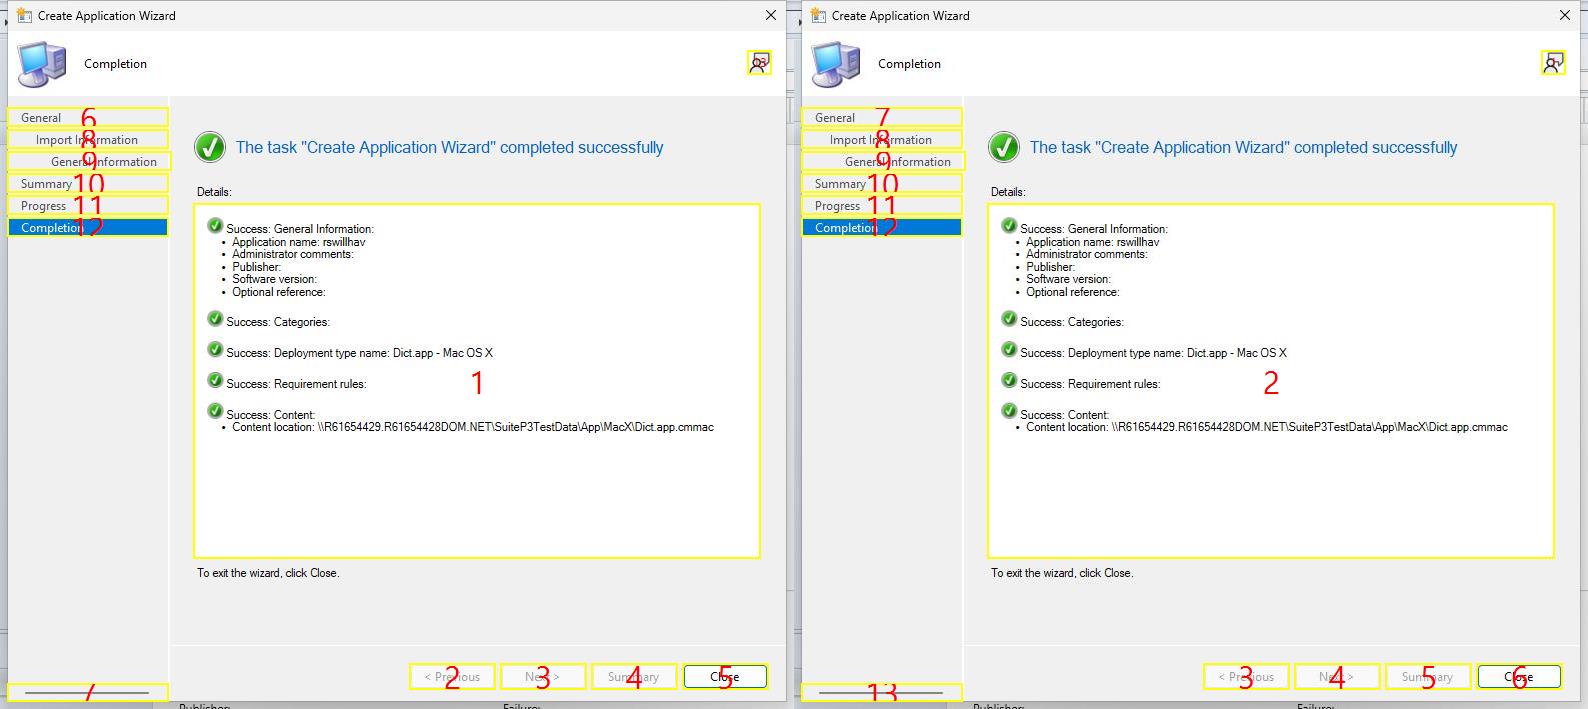 Create Application Wizard
Completion
13
General 6
Import Information 8
General Information 9
Summary 10
Progress 11
Completion 12
7
The task "Create Application Wizard" completed successfully
Details:
Success: General Information:
• Application name: rswillhav
• Administrator comments:
• Publisher:
• Software version:
• Optional reference:
Success: Categories:
Success: Deployment type name: Dict.app - Mac OS X
Success: Requirement rules:
1
Success: Content:
• Content location: \\R61654429.R61654428DOM.NET\SuiteP3TestData\App\MacX\Dict.app.cmmac
To exit the wizard, click Close.
< Previous 2
Next > 3
Summary 4
Close 5
Publisher:
Failure:
Create Application Wizard
Completion
General 7
Import Information 8
General Information 9
Summary 10
Progress 11
Completion 12
13
The task "Create Application Wizard" completed successfully
Details:
Success: General Information:
• Application name: rswillhav
• Administrator comments:
• Publisher:
• Software version:
• Optional reference:
Success: Categories:
Success: Deployment type name: Dict.app - Mac OS X
Success: Requirement rules:
2
Success: Content:
• Content location: \\R61654429.R61654428DOM.NET\SuiteP3TestData\App\MacX\Dict.app.cmmac
To exit the wizard, click Close.
< Previous 3
Next > 4
Summary 5
Close 6
Publisher:
Failure: